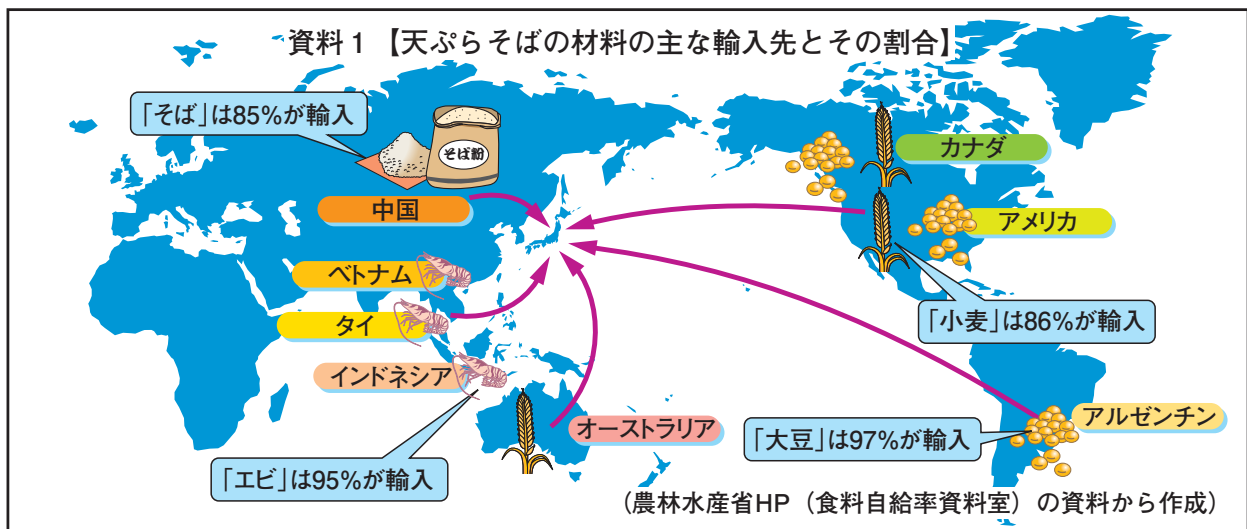 資料1 【天ぷらそばの材料の主な輸入先とその割合】
「そば」は85%が輸入
そば粉
カナダ
中国
アメリカ
ベトナム
タイ
「小麦」は86%が輸入
インドネシア
オーストラリア
アルゼンチン
「大豆」は97%が輸入
「エビ」は95%が輸入
(農林水産省HP(食料自給率資料室)の資料から作成)